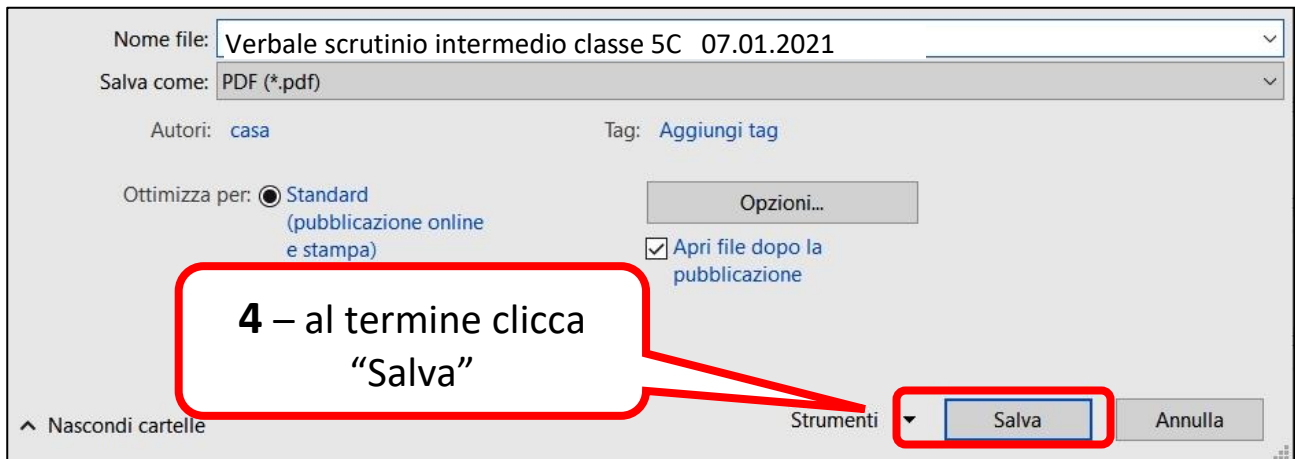 Nome file: Verbale scrutinio intermedio classe 5C 07.01.2021
Salva come: PDF (*.pdf)
Autori: casa Tag: Aggiungi tag
Ottimizza per: Standard
(pubblicazione online
e stampa)
Opzioni...
Apri file dopo la
pubblicazione
4 – al termine clicca
“Salva”
Nascondi cartelle Strumenti Salva Annulla